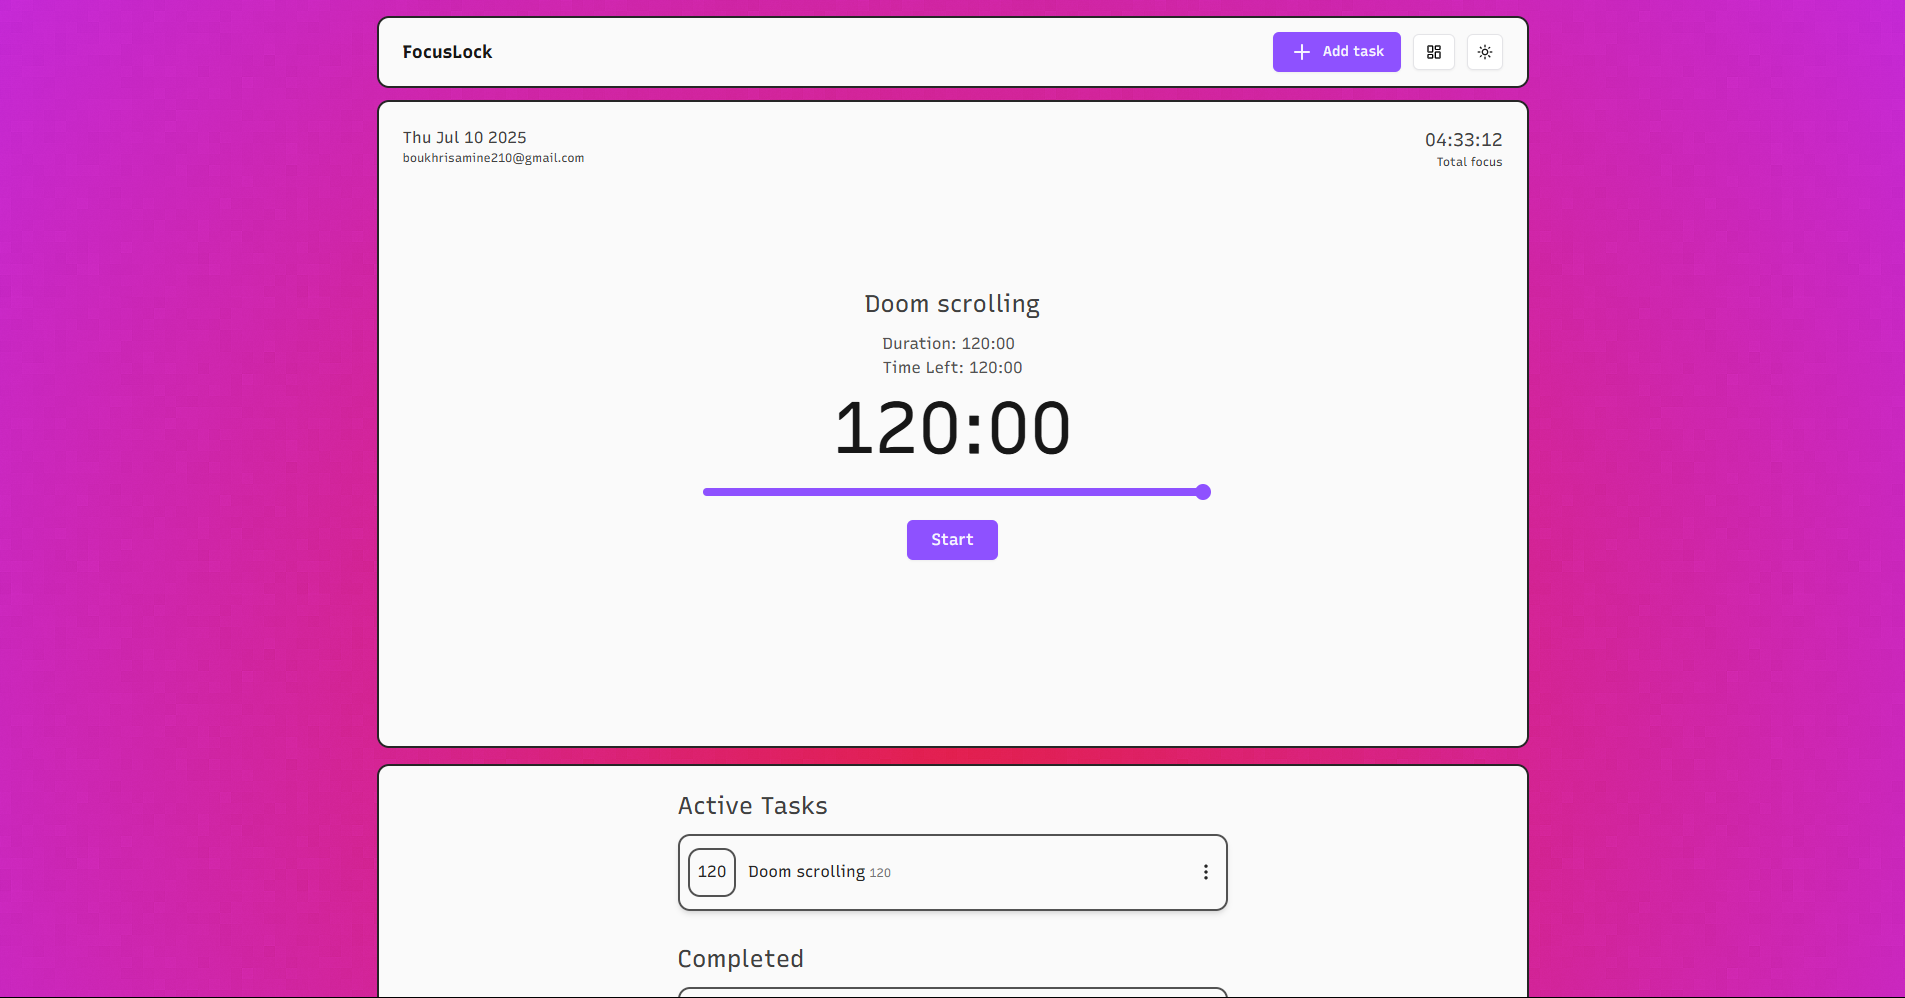 FocusLock
Add task
Thu Jul 10 2025
boukhrisamine210@gmail.com
04:33:12
Total focus
Doom scrolling
Duration: 120:00
Time Left: 120:00
120:00
Start
Active Tasks
120 Doom scrolling 120
Completed